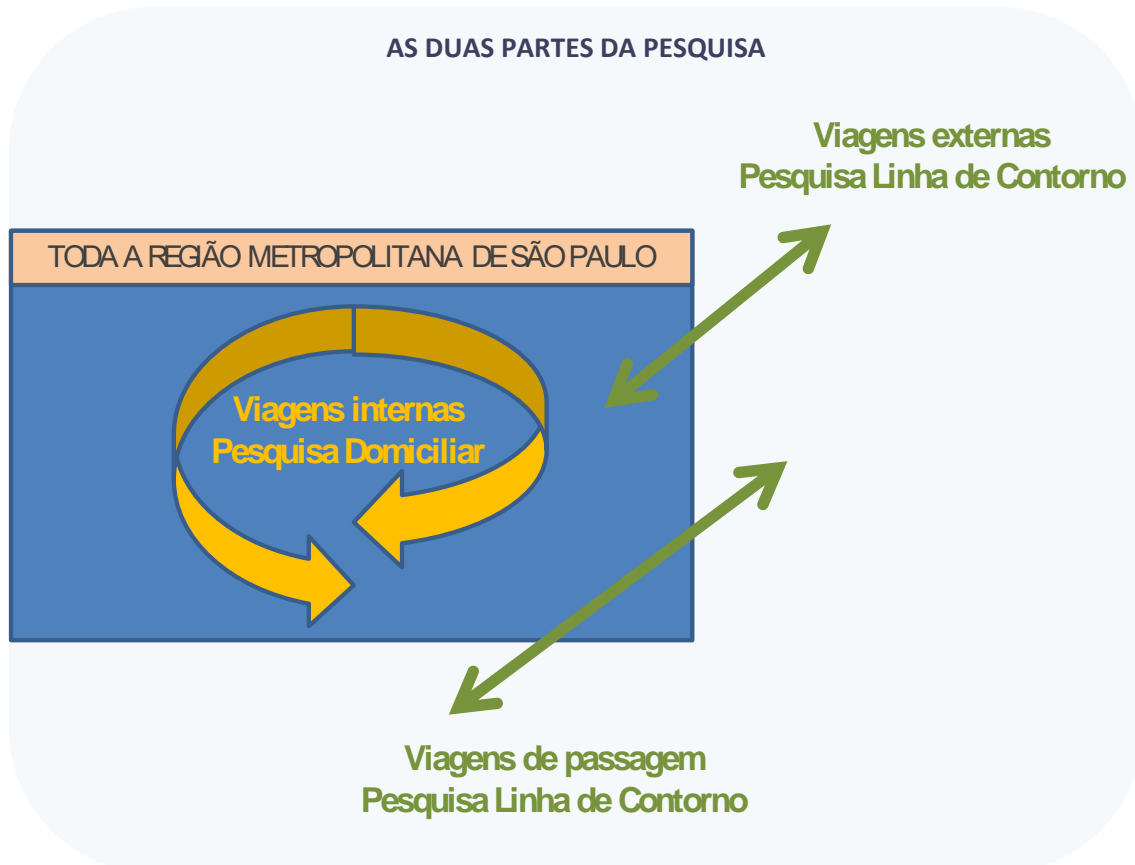 AS DUAS PARTES DA PESQUISA
Viagens externas
Pesquisa Linha de Contorno
TODA A REGIÃO METROPOLITANA DE SÃO PAULO
Viagens internas
Pesquisa Domiciliar
Viagens de passagem
Pesquisa Linha de Contorno